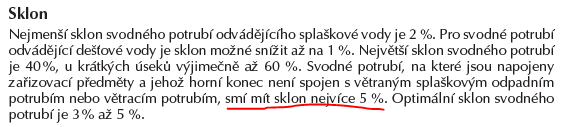 Sklon
Nejmenší sklon svodného potrubí odvádějícího splaškové vody je 2 %. Pro svodné potrubí
odvádějící dešťové vody je sklon možné snížit až na 1 %. Největší sklon svodného potrubí
je 40%, u krátkých úseků výjimečně až 60 %. Svodné potrubí, na které jsou napojeny
zařizovací předměty a jehož horní konec není spojen s větraným splaškovým odpadním
potrubím nebo větracím potrubím, smí mít sklon nejvíce 5 %. Optimální sklon svodného
potrubí je 3 % až 5 %.